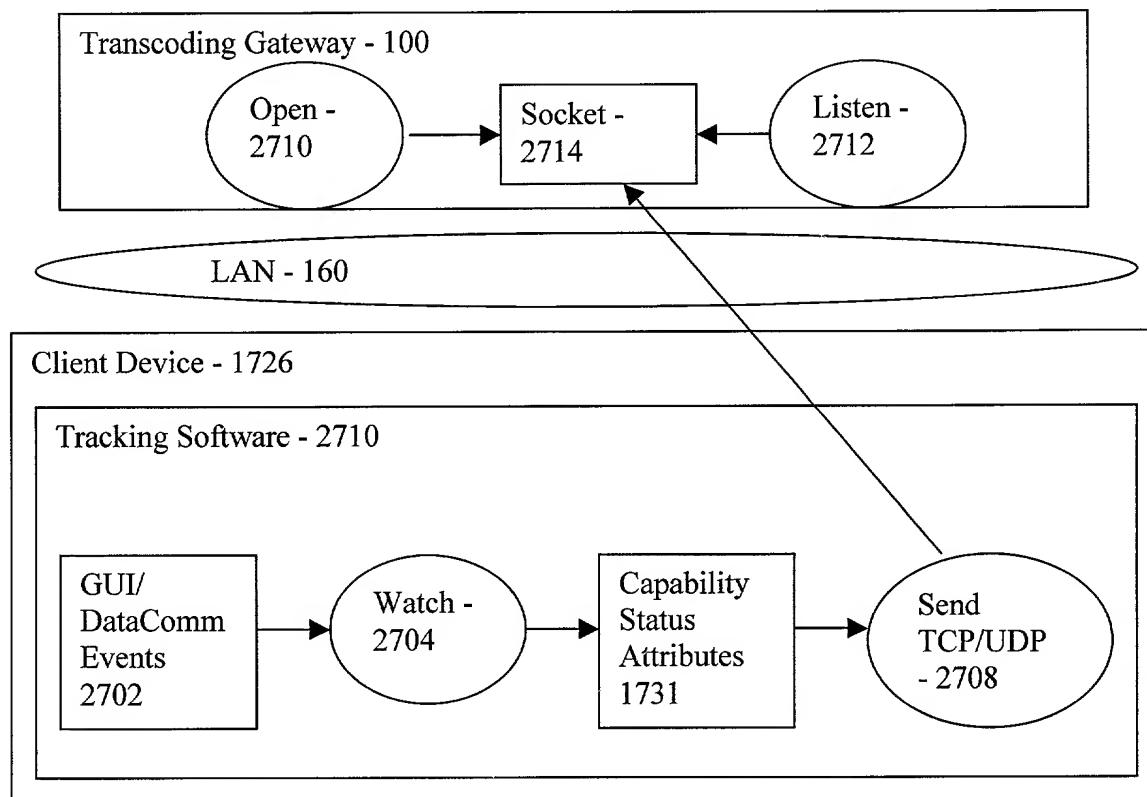 Transcoding Gateway - 100
Open -
2710
Socket -
2714
Listen -
2712
LAN - 160
Client Device - 1726
Tracking Software - 2710
GUI/
DataComm
Events
2702
Watch -
2704
Capability
Status
Attributes
1731
Send
TCP/UDP
- 2708